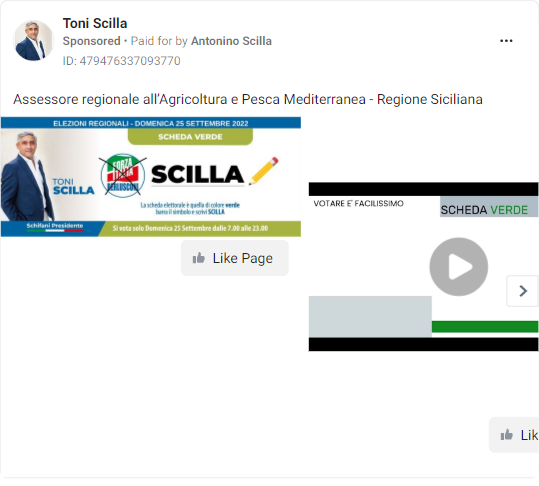 Toni Scilla
Sponsored • Paid for by Antonino Scilla
ID: 479476337093770
Assessore regionale all'Agricoltura e Pesca Mediterranea - Regione Siciliana
ELEZIONI REGIONALI - DOMENICA 25 SETTEMBRE 2022
SCHEDA VERDE
TONI
SCILLA
FORZA
ITALIA
BERLUSCONI
SCILLA
La scheda elettorale è quella di colore verde
barra il simbolo e scrivi SCILLA
Schifani Presidente
Si vota solo Domenica 25 Settembre dalle 7.00 alle 23.00
Like Page
VOTARE E' FACILISSIMO
SCHEDA VERDE
Lik